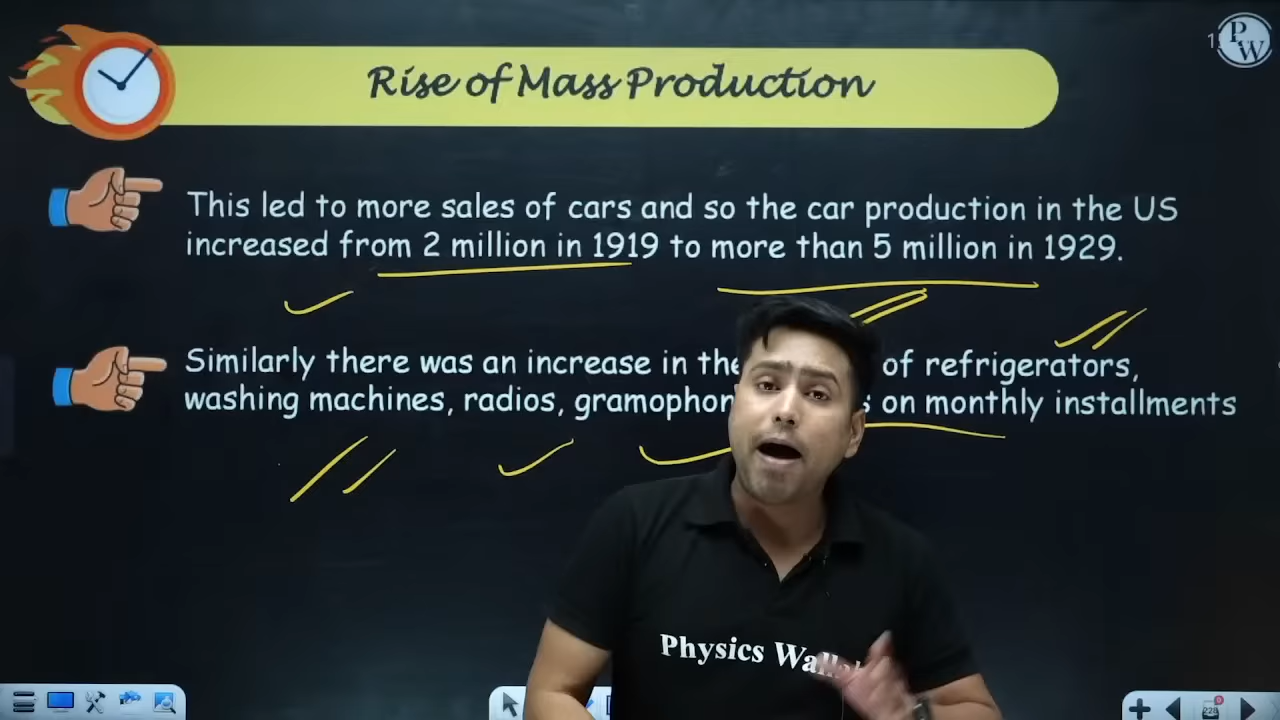 PW
Rise of Mass Production
This led to more sales of cars and so the car production in the US
increased from 2 million in 1919 to more than 5 million in 1929.
Similarly there was an increase in the of refrigerators,
washing machines, radios, on monthly installments
Physics
228